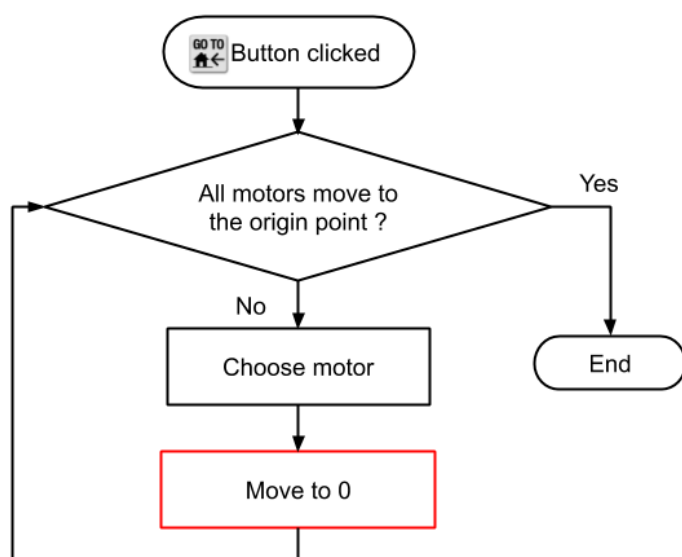 GO TO
Button clicked
All motors move to
the origin point ?
Yes
No
Choose motor
End
Move to 0